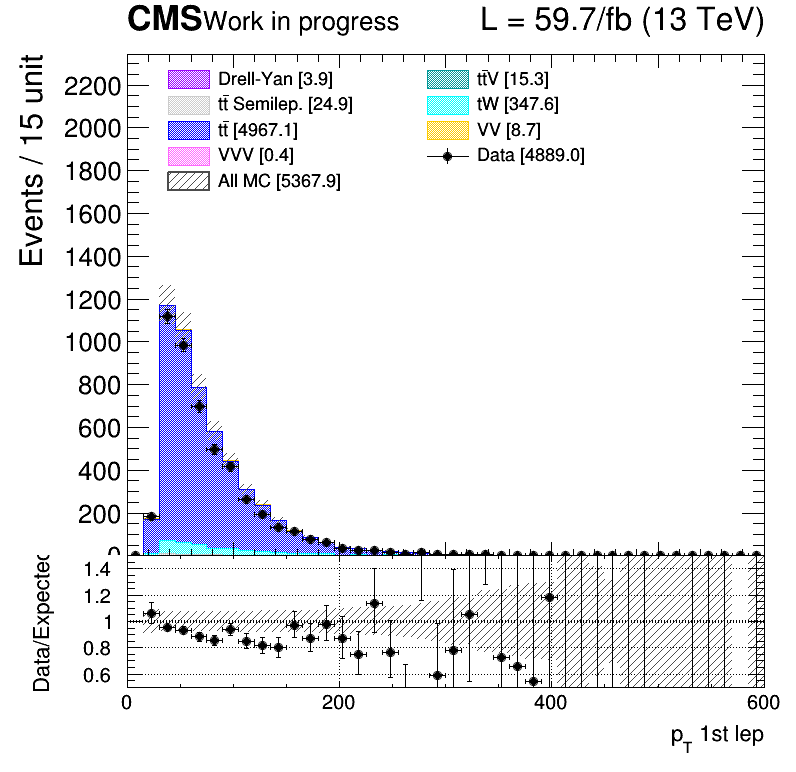 CMS Work in progress L = 59.7/fb (13 TeV)
Events / 15 unit
2200
2000
1800
1600
1400
1200
1000
800
600
400
200
0
Drell-Yan [3.9]
tt̄ Semilep. [24.9]
tt̄ [4967.1]
VVV [0.4]
All MC [5367.9]
tt̄V [15.3]
tW [347.6]
VV [8.7]
Data [4889.0]
Data/Expected
1.4
1.2
1
0.8
0.6
0 200 400 600
p_T 1st lep